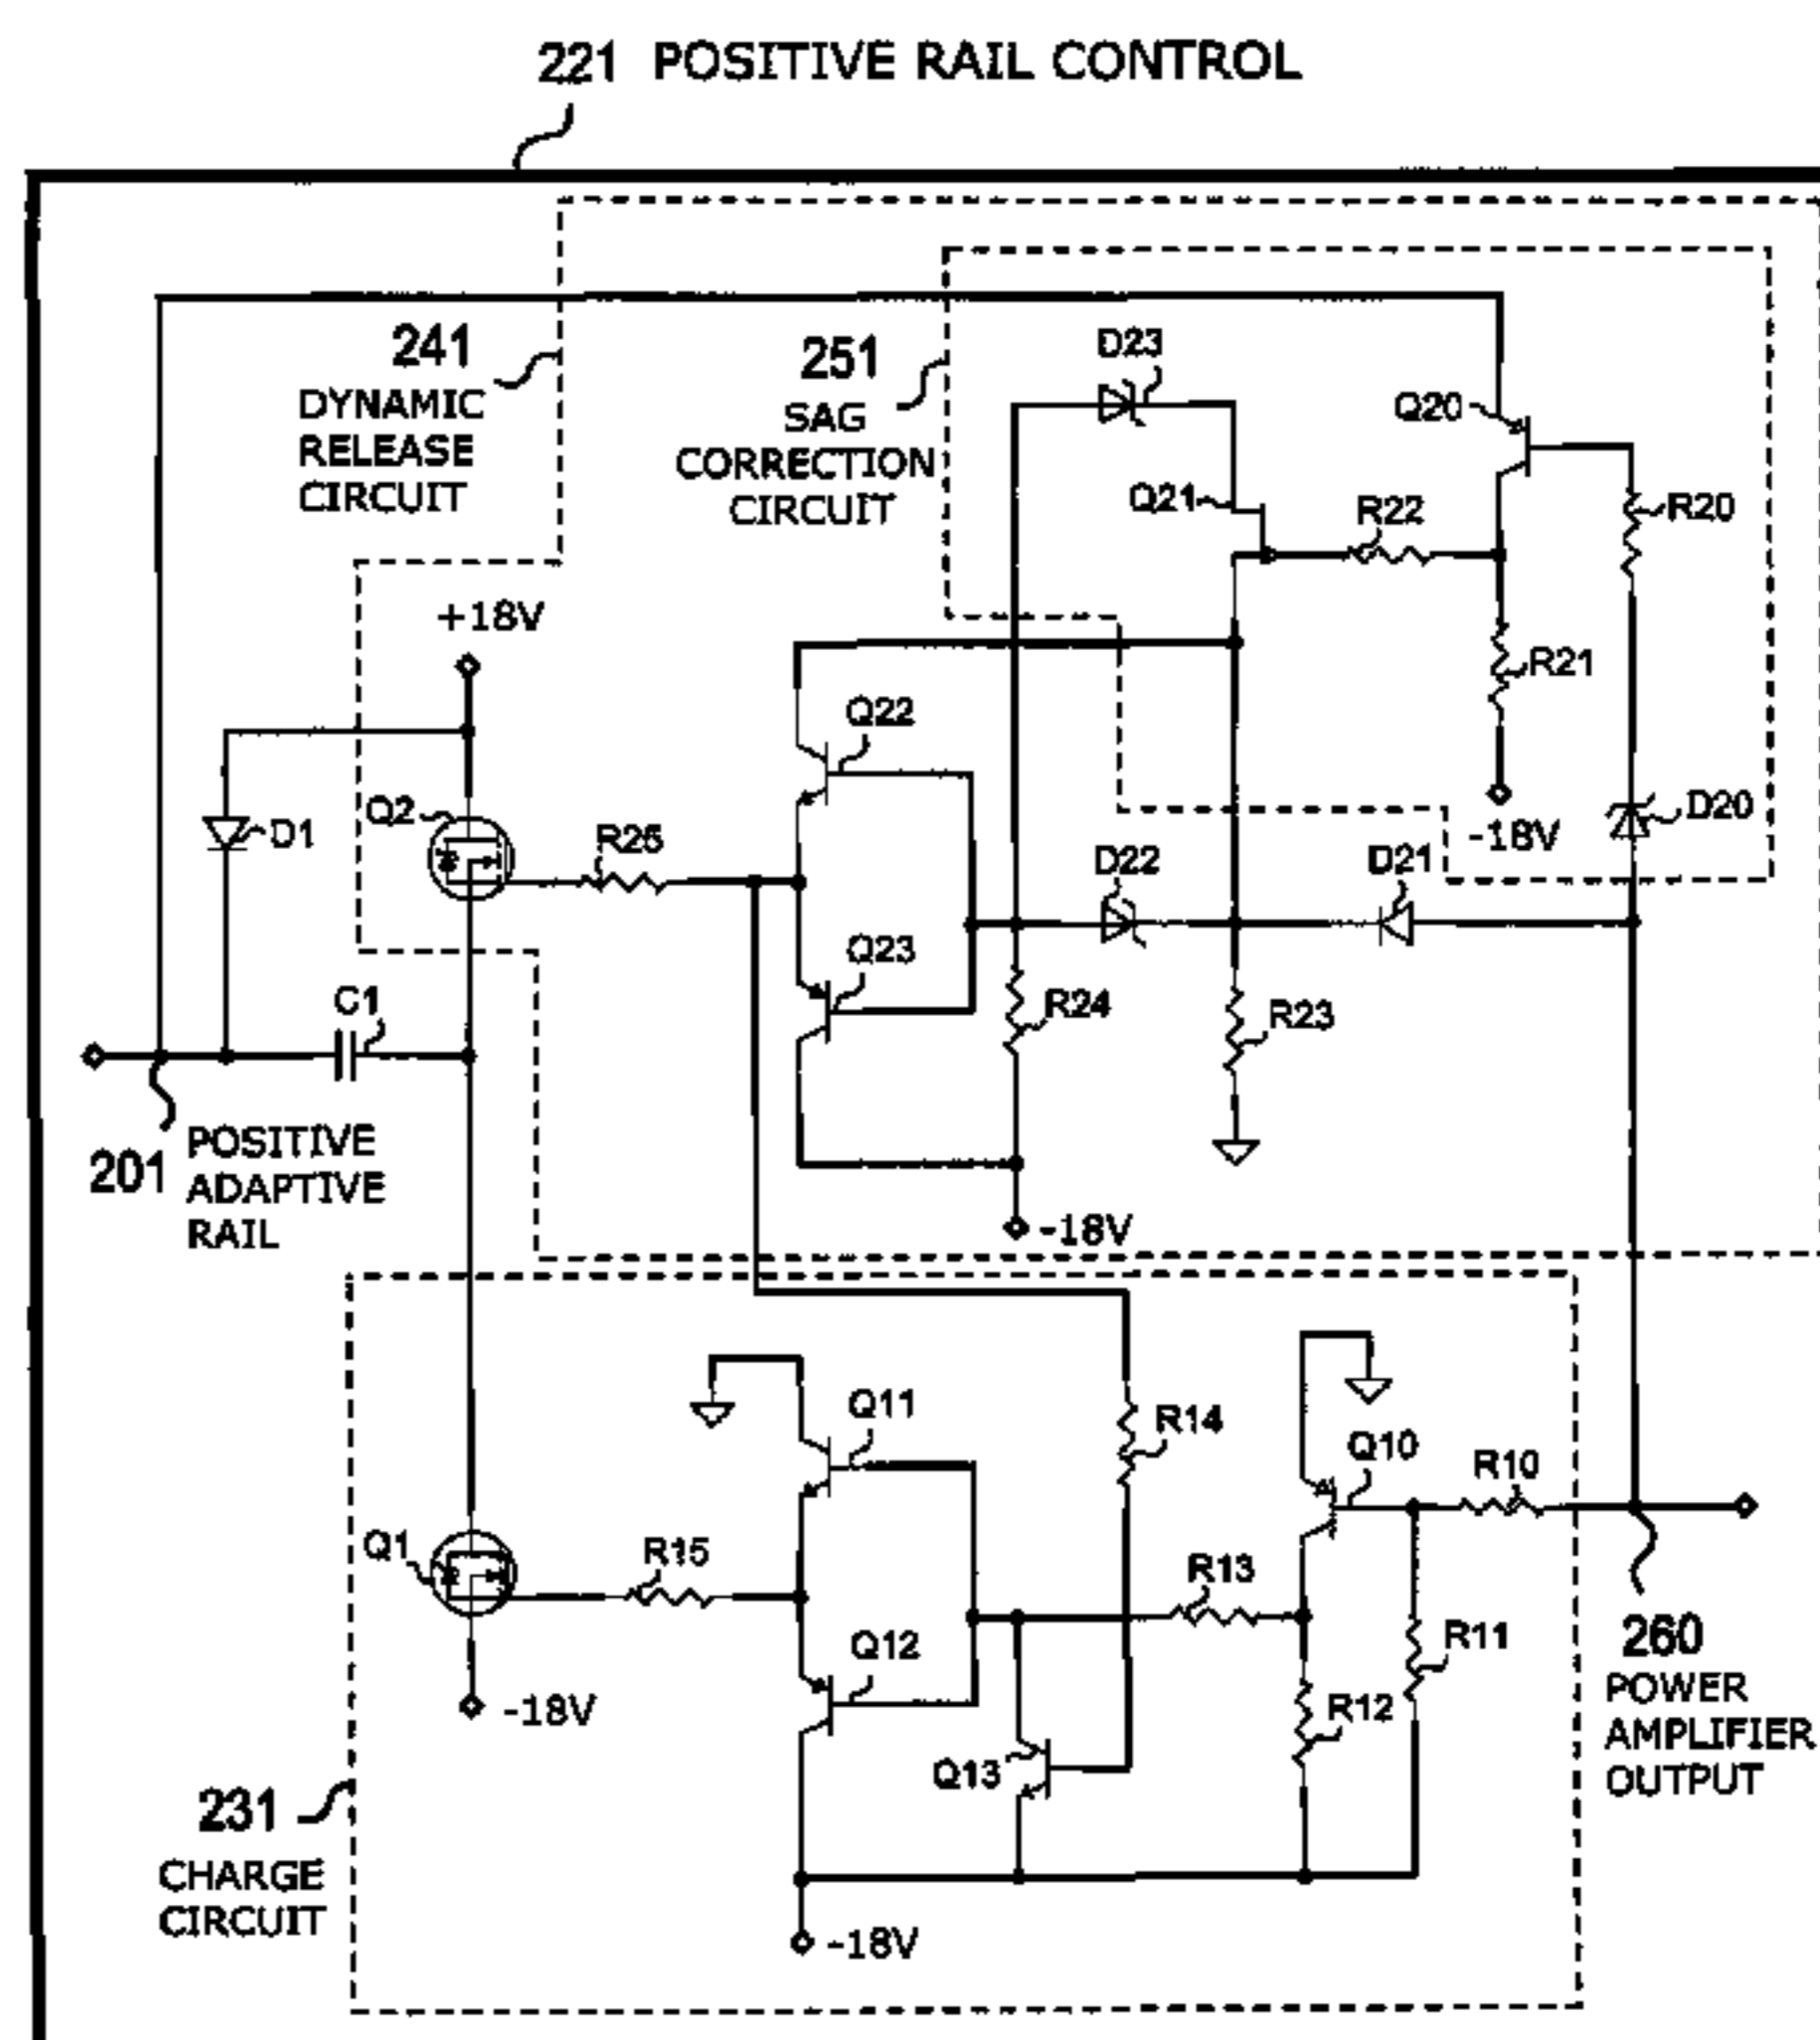 221 POSITIVE RAIL CONTROL
241
DYNAMIC
RELEASE
CIRCUIT
251
SAG
CORRECTION
CIRCUIT
D23
Q20
Q21
R22
R20
+18V
R21
Q22
Q2
D1
R25
D20
-18V
D22
D21
Q23
C1
R24
R23
201
POSITIVE
ADAPTIVE
RAIL
-18V
Q11
R14
Q10
R10
Q1
R15
R13
Q12
R11
260
POWER
AMPLIFIER
OUTPUT
-18V
R12
Q13
231
CHARGE
CIRCUIT
-18V